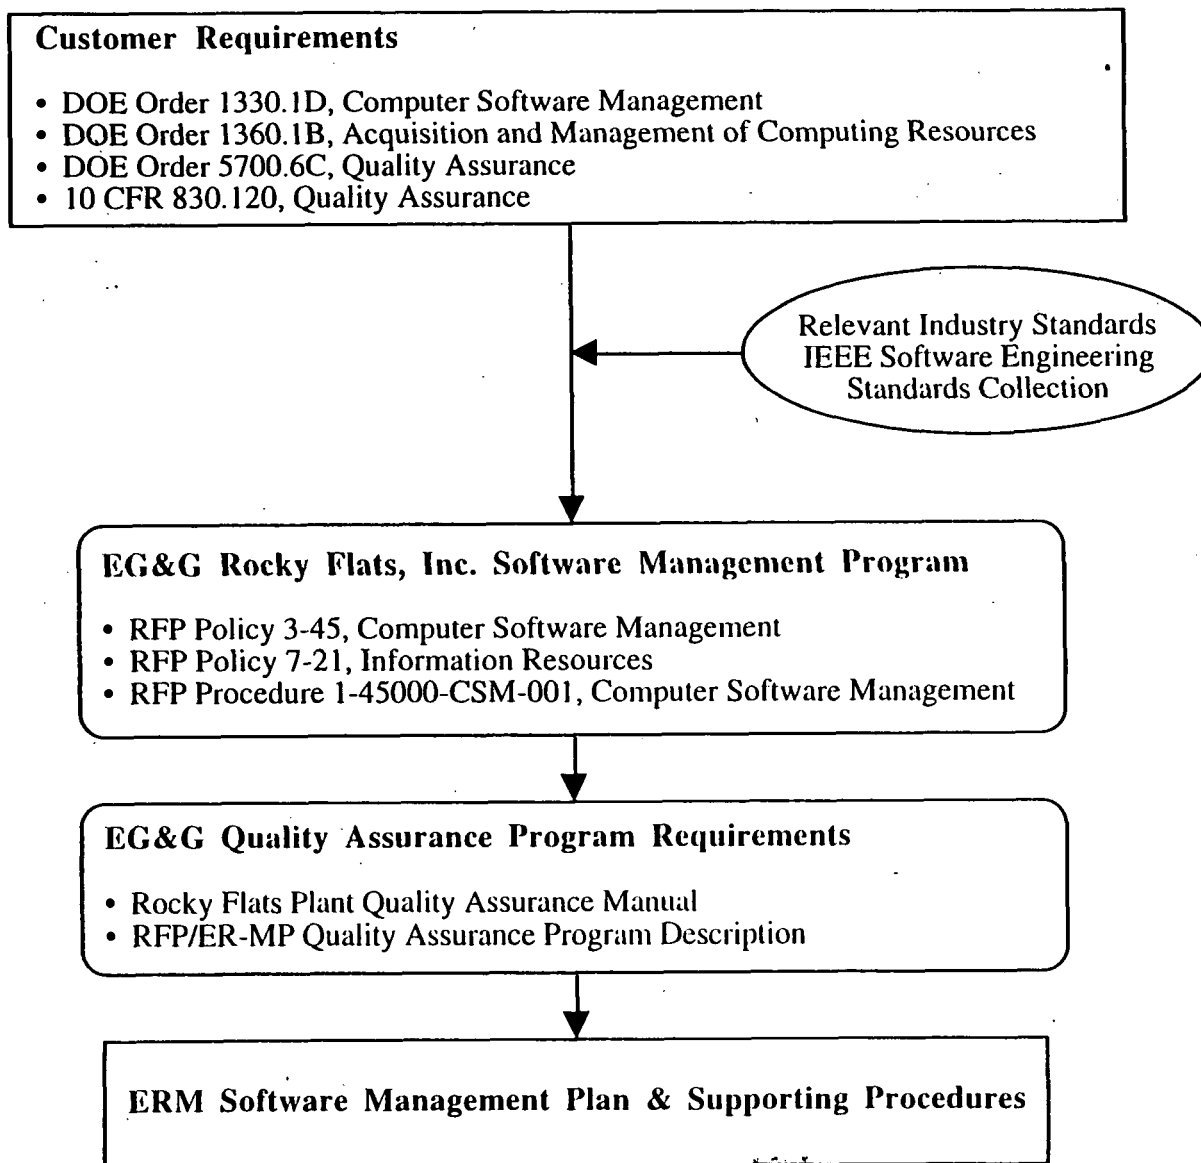 Customer Requirements
• DOE Order 1330.1D, Computer Software Management
• DOE Order 1360.1B, Acquisition and Management of Computing Resources
• DOE Order 5700.6C, Quality Assurance
• 10 CFR 830.120, Quality Assurance
Relevant Industry Standards
IEEE Software Engineering
Standards Collection
EG&G Rocky Flats, Inc. Software Management Program
• RFP Policy 3-45, Computer Software Management
• RFP Policy 7-21, Information Resources
• RFP Procedure 1-45000-CSM-001, Computer Software Management
EG&G Quality Assurance Program Requirements
• Rocky Flats Plant Quality Assurance Manual
• RFP/ER-MP Quality Assurance Program Description
ERM Software Management Plan & Supporting Procedures